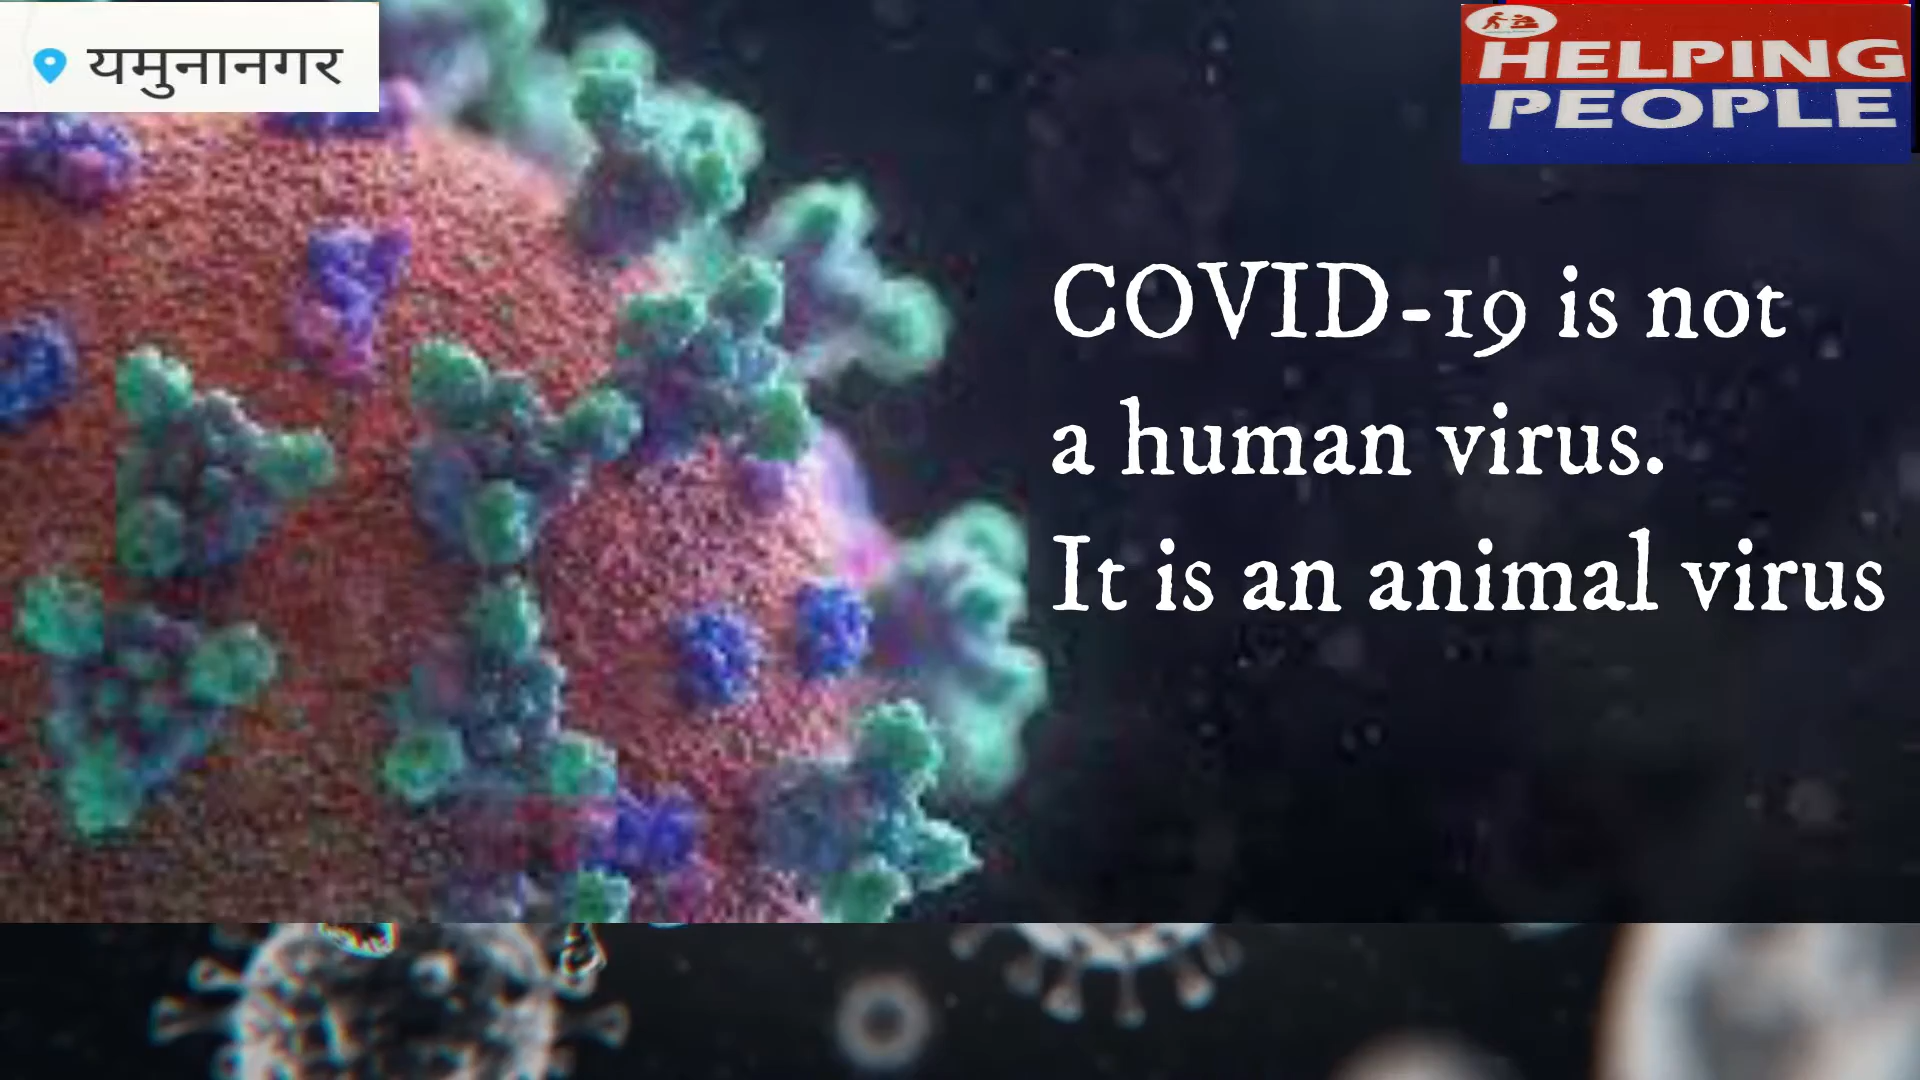 यमुनानगर
HELPING
PEOPLE
COVID-19 is not
a human virus.
It is an animal virus